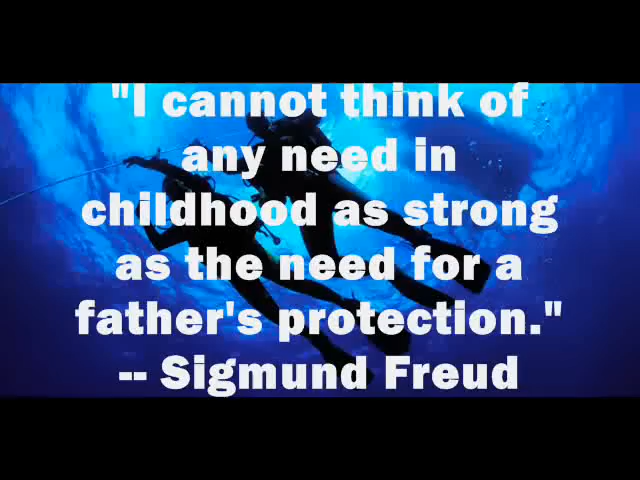 "I cannot think of
any need in
childhood as strong
as the need for a
father's protection."
-- Sigmund Freud